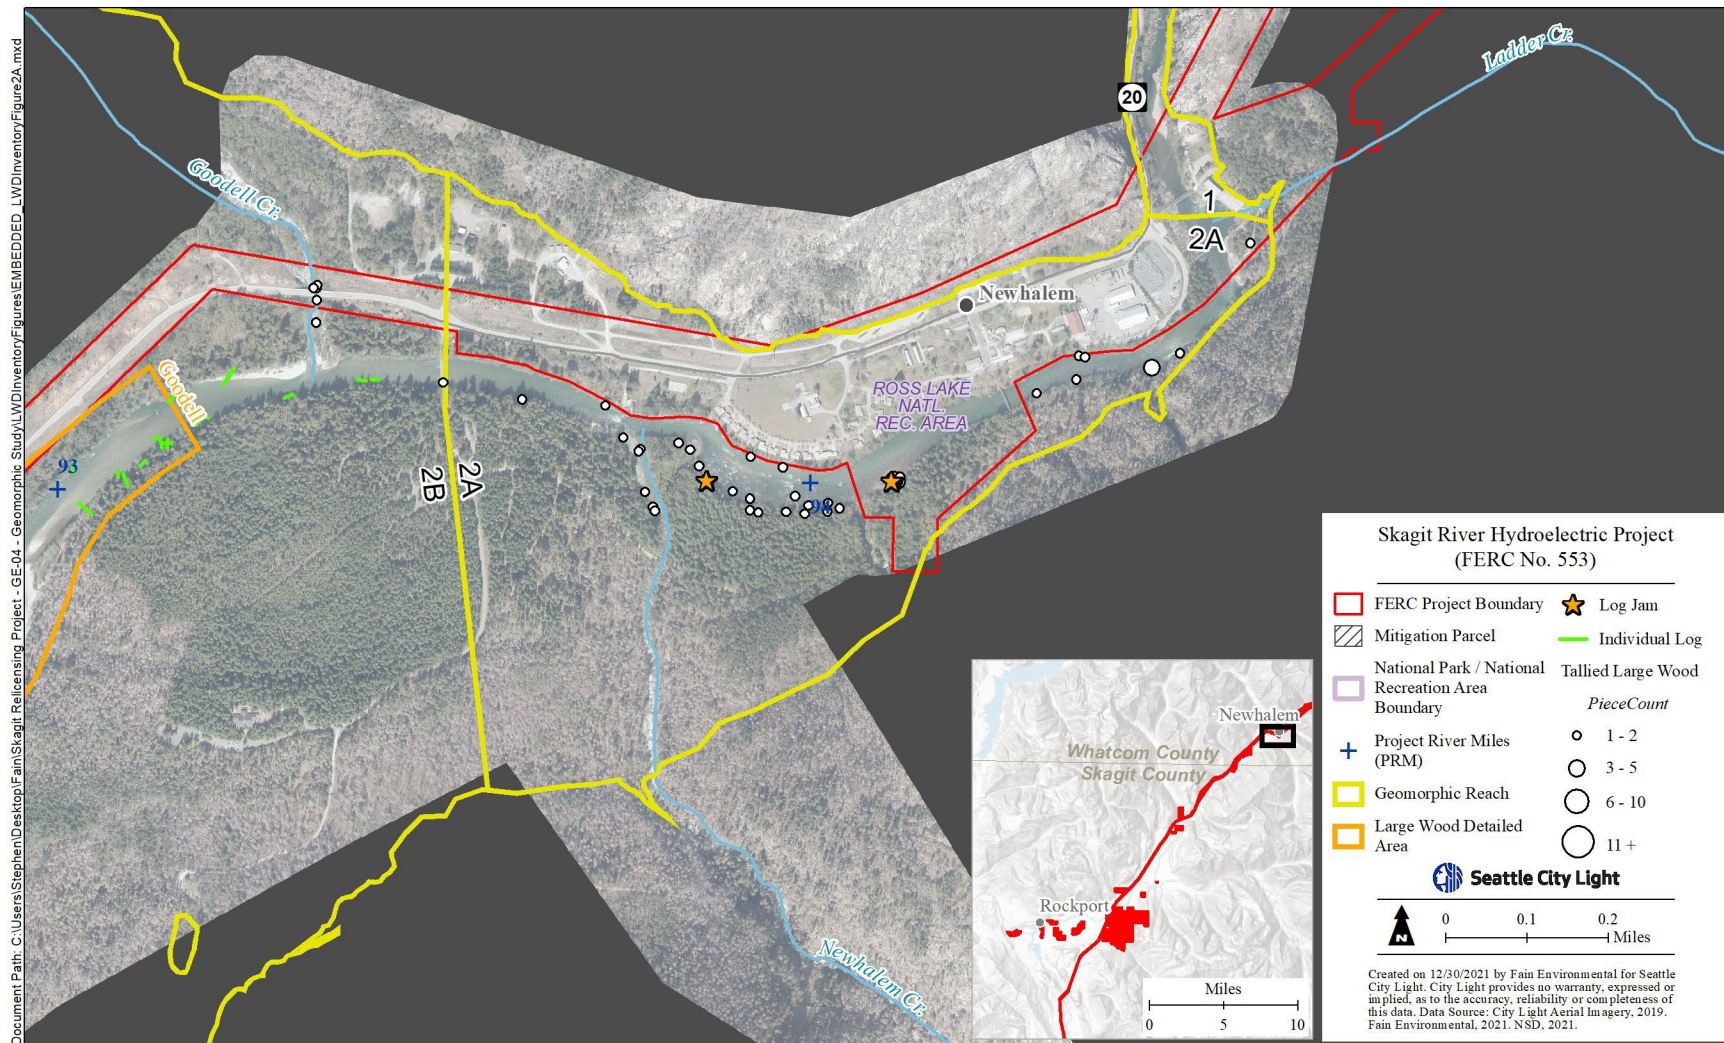 Document Path: C:\Users\Stephen\Desktop\Fain\Skagit Relicensing Project - GE-04 - Geomorphic Study\LWDInventoryFigures\EMBEDDED_LWDInventoryFigure2A.mxd
Ladder Cr.
20
Goodell Cr.
1
2A
Newhalem
ROSS LAKE
NATL.
REC. AREA
Goodell
93
94
2A
2B
Newhalem Cr.
Newhalem
Whatcom County
Skagit County
Rockport
Miles
0 5 10
Skagit River Hydroelectric Project
(FERC No. 553)
FERC Project Boundary
Mitigation Parcel
National Park / National
Recreation Area
Boundary
Project River Miles
(PRM)
Geomorphic Reach
Large Wood Detailed
Area
Log Jam
Individual Log
Tallied Large Wood
PieceCount
1 - 2
3 - 5
6 - 10
11 +
Seattle City Light
N
0 0.1 0.2
Miles
Created on 12/30/2021 by Fain Environmental for Seattle
City Light. City Light provides no warranty, expressed or
implied, as to the accuracy, reliability or completeness of
this data. Data Source: City Light Aerial Imagery, 2019.
Fain Environmental, 2021. NSD, 2021.